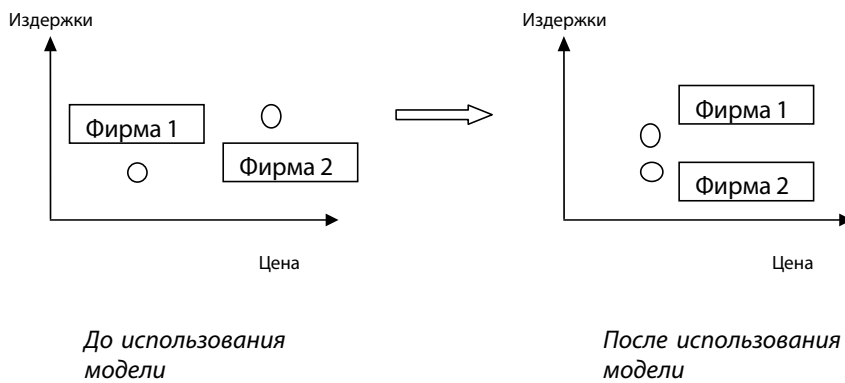 Издержки
Фирма 1
Фирма 2
Цена
До использования
модели
Издержки
Фирма 1
Фирма 2
Цена
После использования
модели